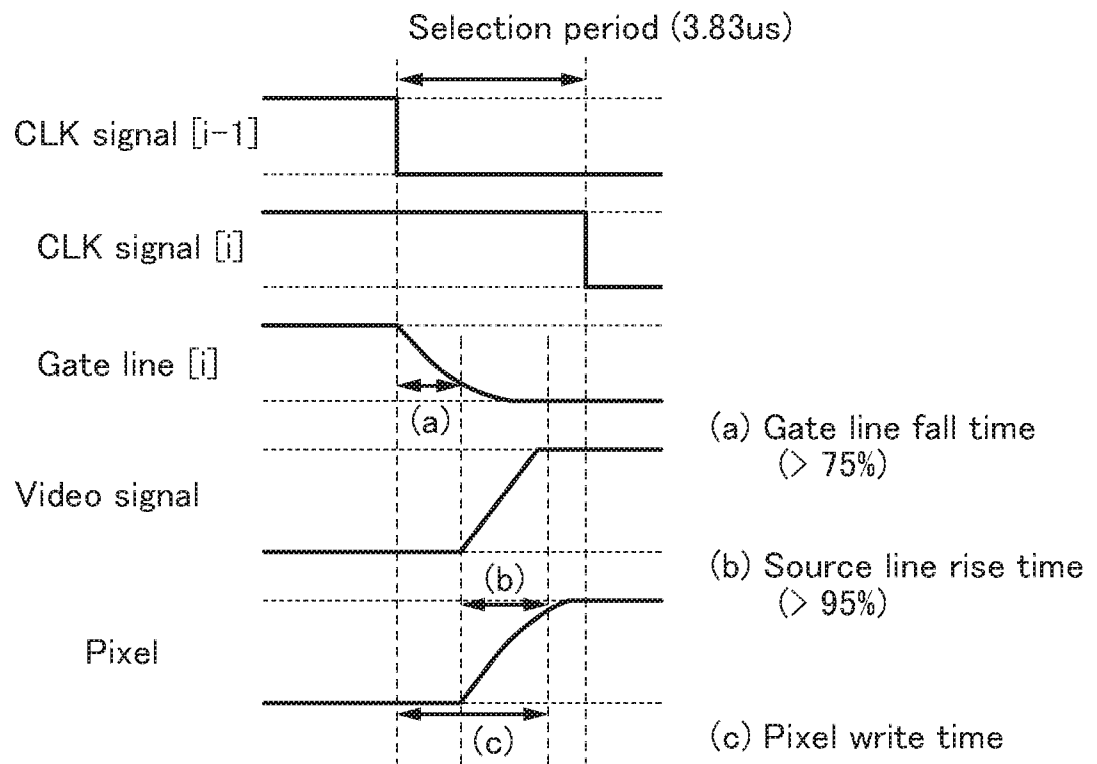 Selection period (3.83us)
CLK signal [i-1]
CLK signal [i]
Gate line [i]
(a)
(a) Gate line fall time
(> 75%)
Video signal
(b)
(b) Source line rise time
(> 95%)
Pixel
(c)
(c) Pixel write time